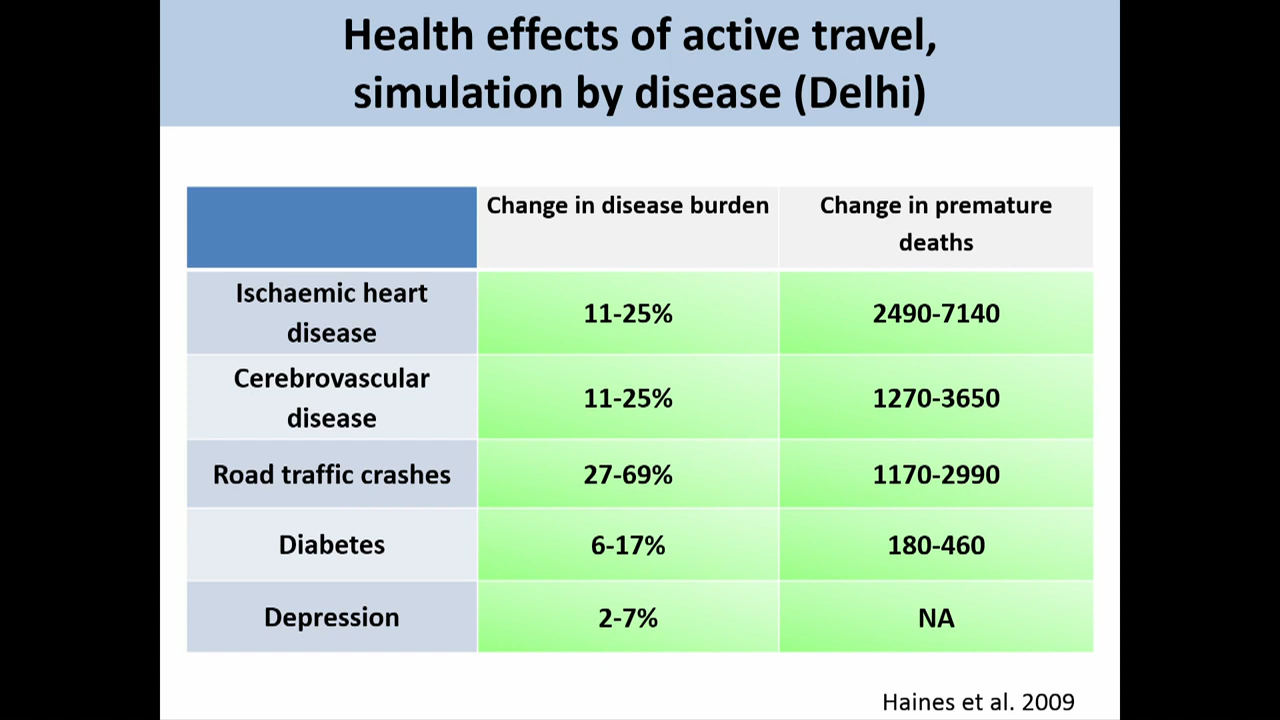 Health effects of active travel,
simulation by disease (Delhi)
Change in disease burden
Change in premature
deaths
Ischaemic heart
disease
11-25%
2490-7140
Cerebrovascular
disease
11-25%
1270-3650
Road traffic crashes
27-69%
1170-2990
Diabetes
6-17%
180-460
Depression
2-7%
NA
Haines et al. 2009